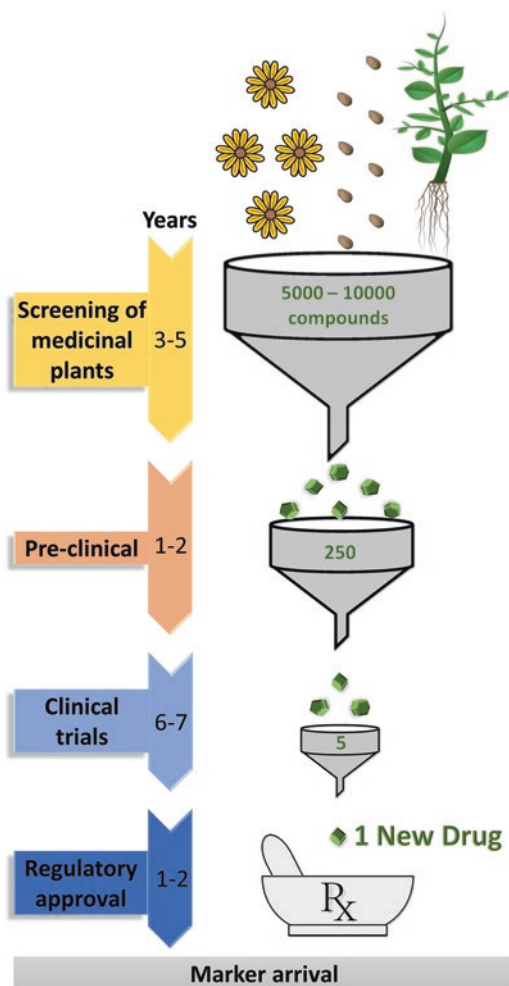 Years
Screening of
medicinal
plants
3-5
5000 – 10000
compounds
Pre-clinical
1-2
250
Clinical
trials
6-7
5
Regulatory
approval
1-2
1 New Drug
Rx
Marker arrival